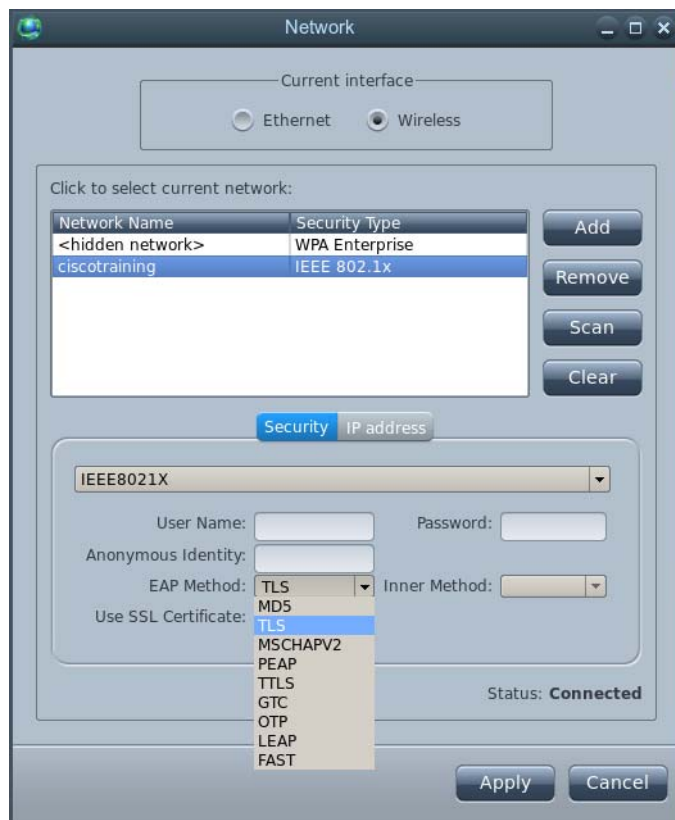 Network
Current interface
Ethernet Wireless
Click to select current network:
Network Name Security Type
<hidden network> WPA Enterprise
ciscotraining IEEE 802.1x
Add
Remove
Scan
Clear
Security IP address
IEEE8021X
User Name: Password:
Anonymous Identity:
EAP Method: TLS Inner Method:
Use SSL Certificate:
MD5
TLS
MSCHAPV2
PEAP
TTLS
GTC
OTP
LEAP
FAST
Status: Connected
Apply Cancel